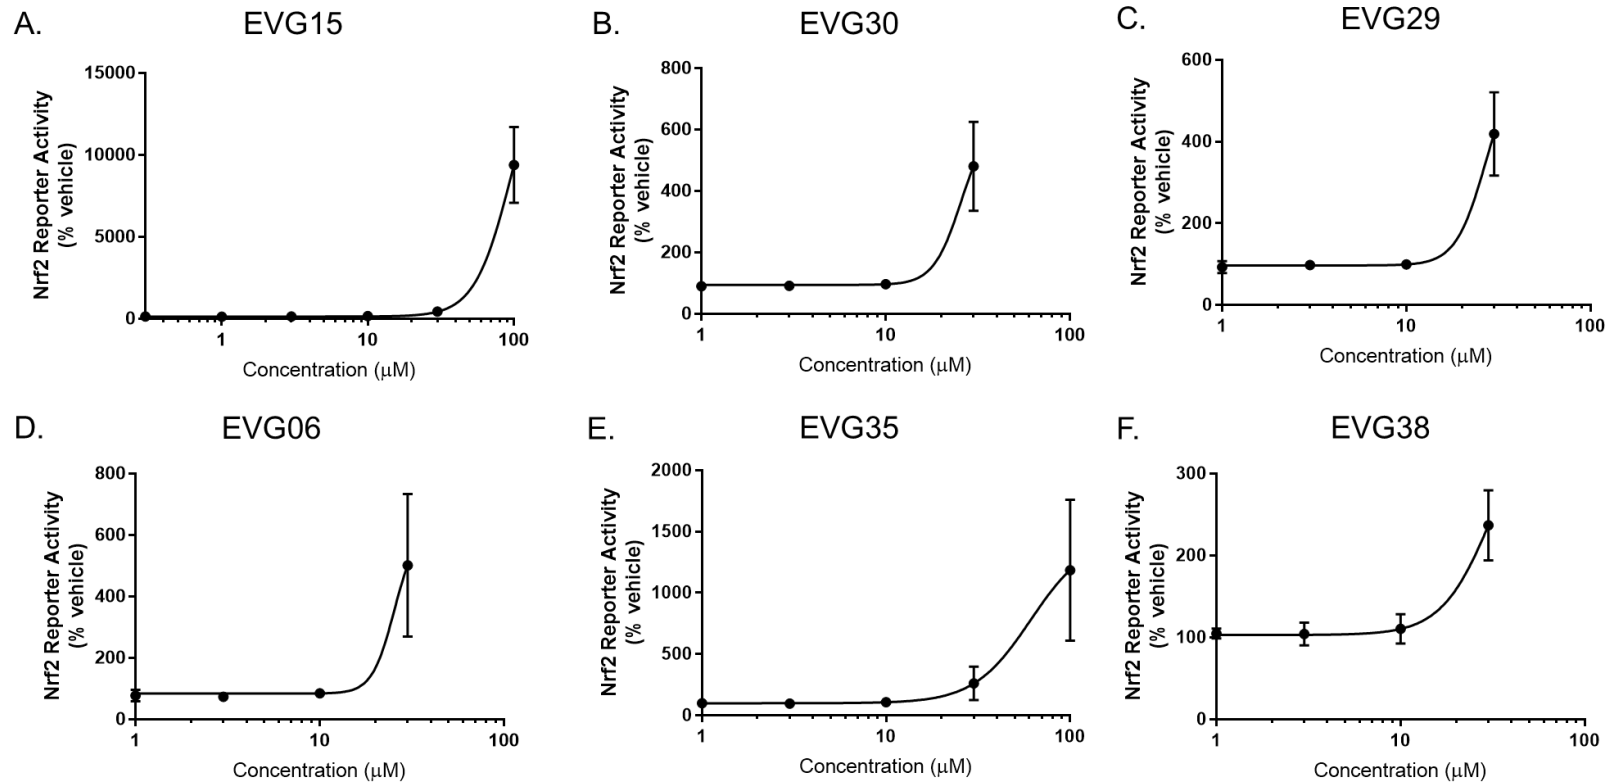 A.
EVG15
Nrf2 Reporter Activity
(% vehicle)
15000
10000
5000
0
1
10
100
Concentration (μM)
B.
EVG30
Nrf2 Reporter Activity
(% vehicle)
800
600
400
200
0
1
10
100
Concentration (μM)
C.
EVG29
Nrf2 Reporter Activity
(% vehicle)
600
400
200
0
1
10
100
Concentration (μM)
D.
EVG06
Nrf2 Reporter Activity
(% vehicle)
800
600
400
200
0
1
10
100
Concentration (μM)
E.
EVG35
Nrf2 Reporter Activity
(% vehicle)
2000
1500
1000
500
0
1
10
100
Concentration (μM)
F.
EVG38
Nrf2 Reporter Activity
(% vehicle)
300
200
100
0
1
10
100
Concentration (μM)